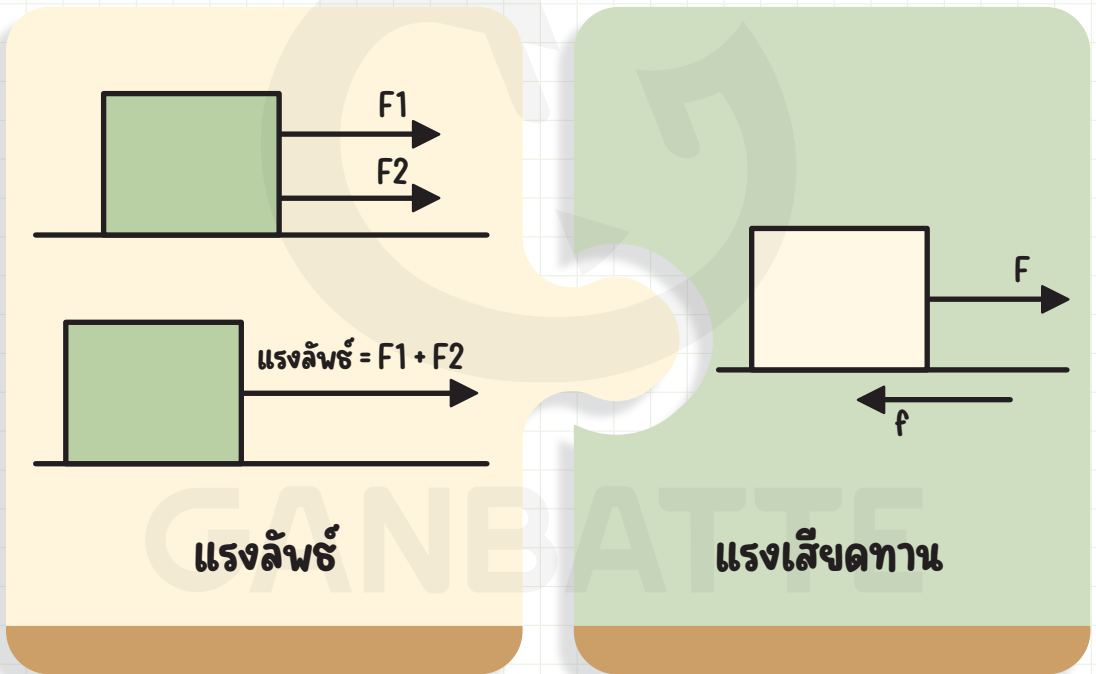 F1
F2
แรงลัพธ์ = F1 + F2
แรงลัพธ์
F
f
แรงเสียดทาน
GANBATTE